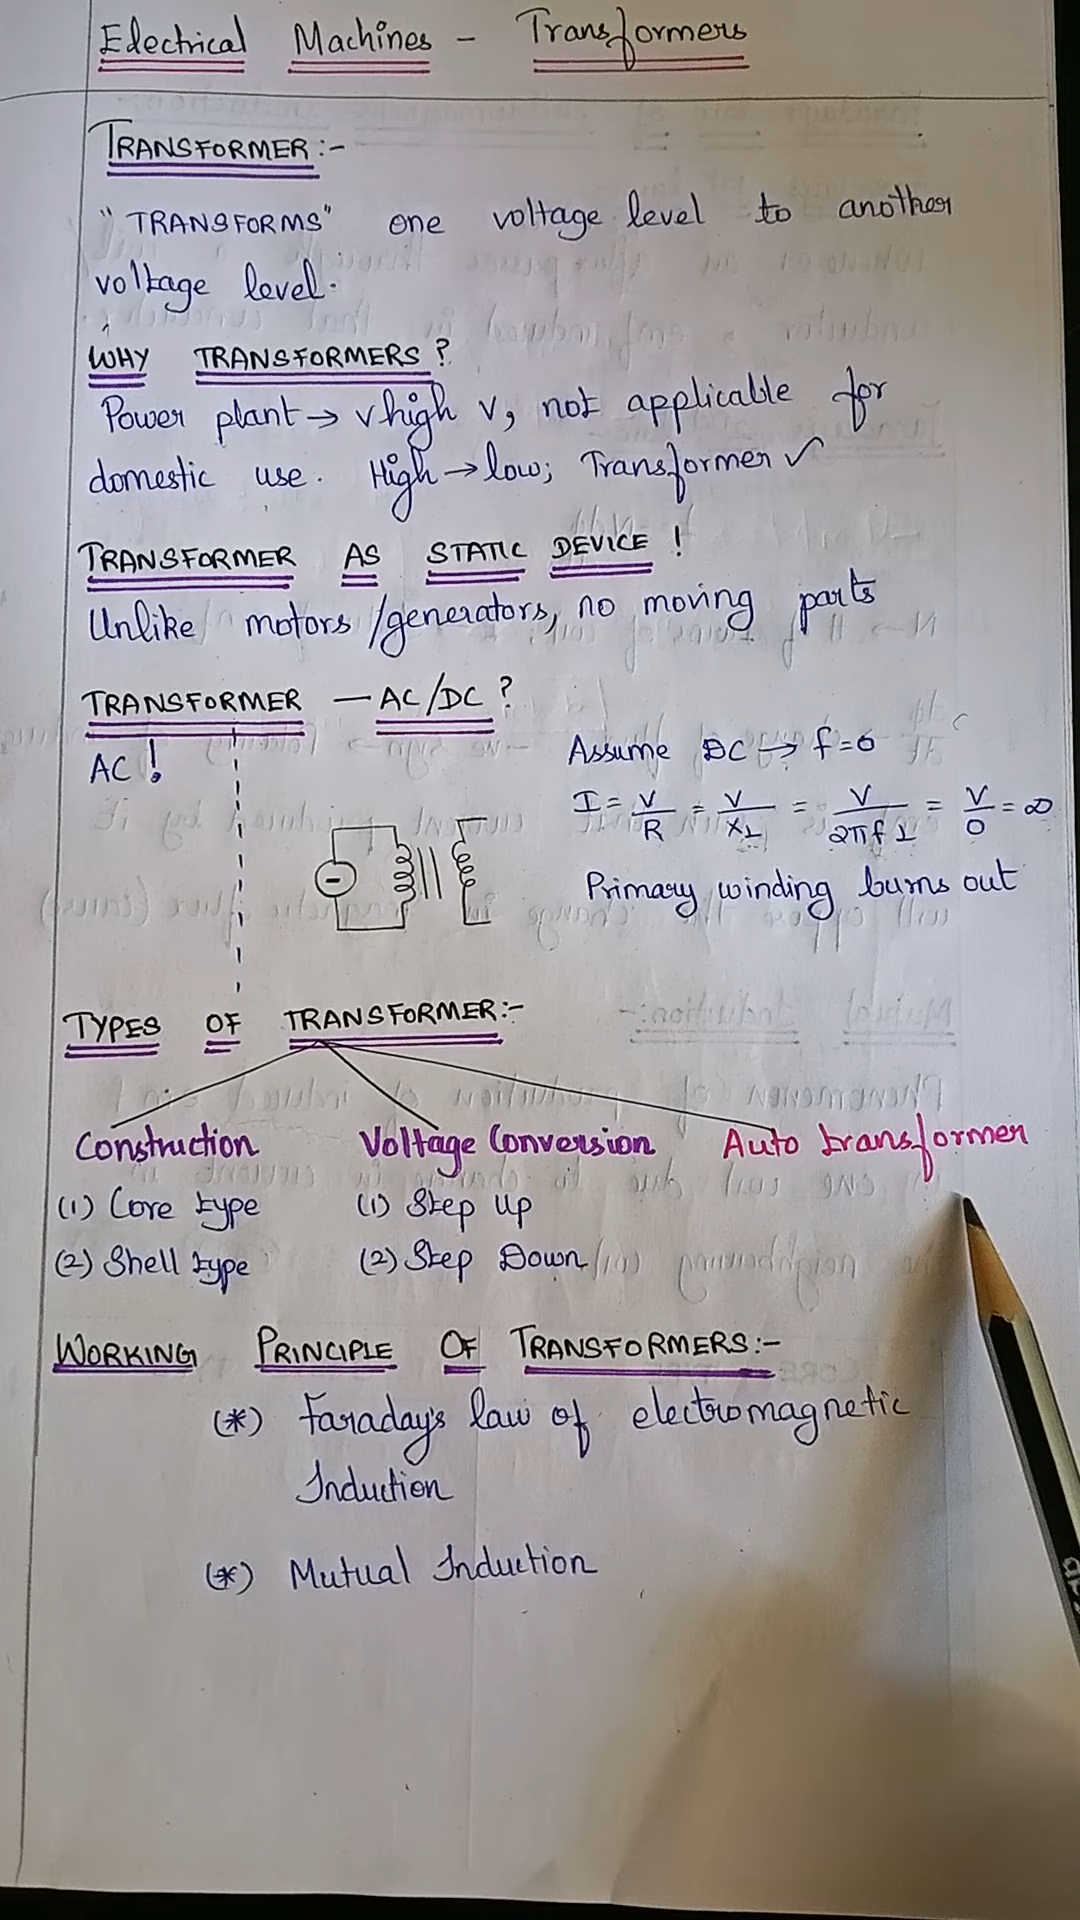 Electrical Machines - Transformers
TRANSFORMER :-
"TRANSFORMS" one voltage level to another
voltage level.
WHY TRANSFORMERS ?
Power plant → v high v, not applicable for
domestic use. High → low; Transformer ✓
TRANSFORMER AS STATIC DEVICE !
Unlike motors/generators, no moving parts
TRANSFORMER - AC/DC ?
AC !
Assume DC → f = 0
I = V/R = V/XL = V/2πfL = V/0 = ∞
Primary winding burns out
TYPES OF TRANSFORMER :-
Construction Voltage Conversion Auto transformer
(1) Core type (1) Step up
(2) Shell type (2) Step Down
WORKING PRINCIPLE OF TRANSFORMERS :-
(*) Faraday's law of electromagnetic
Induction
(*) Mutual Induction